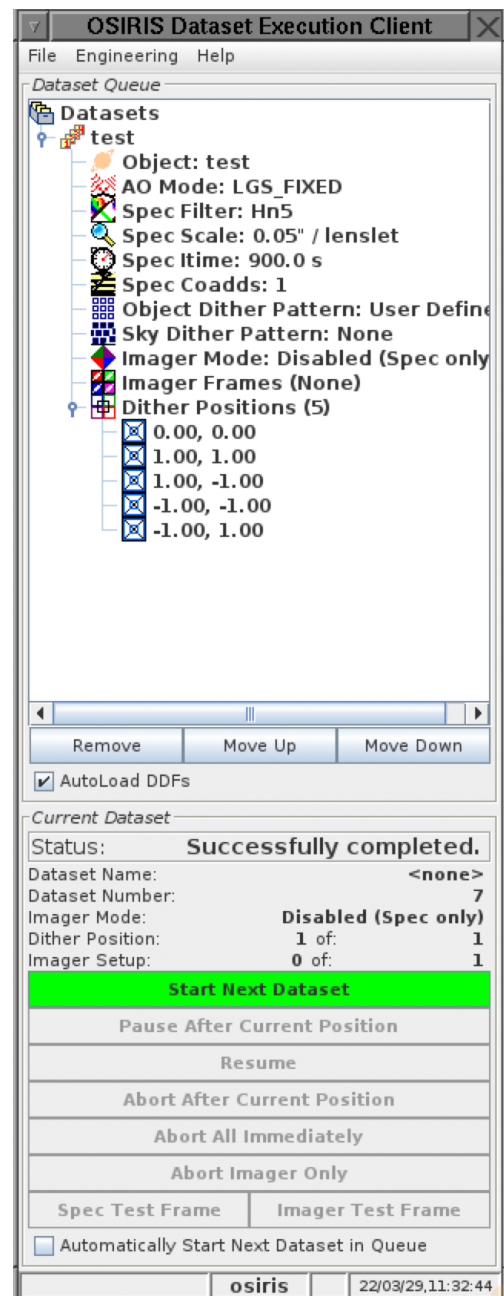 OSIRIS Dataset Execution Client
File Engineering Help
Dataset Queue
Datasets
test
Object: test
AO Mode: LGS_FIXED
Spec Filter: Hn5
Spec Scale: 0.05" / lenslet
Spec Itime: 900.0 s
Spec Coadds: 1
Object Dither Pattern: User Define
Sky Dither Pattern: None
Imager Mode: Disabled (Spec only
Imager Frames (None)
Dither Positions (5)
0.00, 0.00
1.00, 1.00
1.00, -1.00
-1.00, -1.00
-1.00, 1.00
Remove Move Up Move Down
AutoLoad DDFs
Current Dataset
Status: Successfully completed.
Dataset Name: <none>
Dataset Number: 7
Imager Mode: Disabled (Spec only)
Dither Position: 1 of: 1
Imager Setup: 0 of: 1
Start Next Dataset
Pause After Current Position
Resume
Abort After Current Position
Abort All Immediately
Abort Imager Only
Spec Test Frame Imager Test Frame
Automatically Start Next Dataset in Queue
osiris 22/03/29,11:32:44